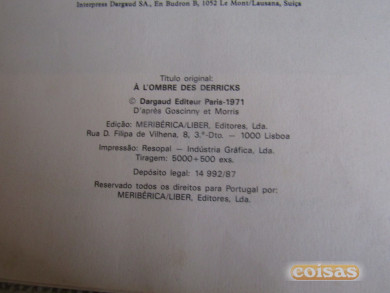 Interpress Dargaud SA., En Budron B, 1052 Le Mont/Lausana, Suiça
Título original:
À L'OMBRE DES DERRICKS
© Dargaud Editeur Paris-1971
D'après Goscinny et Morris
Edição: MERIBÉRICA/LIBER, Editores, Lda.
Rua D. Filipa de Vilhena, 8, 3.º-Dto. — 1000 Lisboa
Impressão: Resopal — Indústria Gráfica, Lda.
Tiragem: 5000+500 exs.
Depósito legal: 14 992/87
Reservado todos os direitos para Portugal por:
MERIBÉRICA/LIBER, Editores, Lda.
coisas